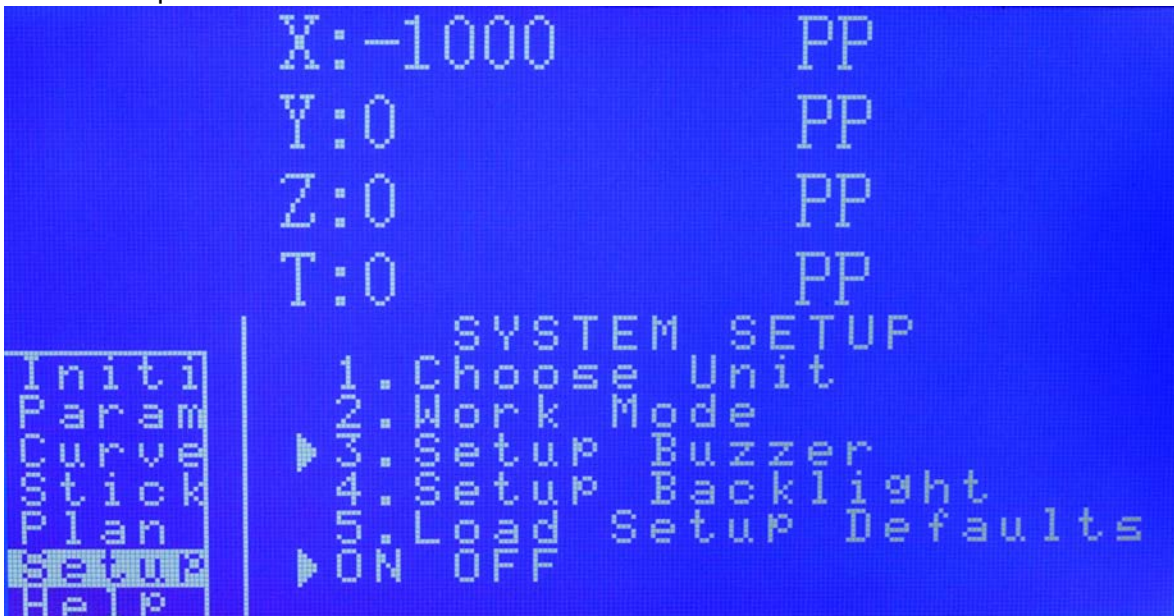 X:-1000 PP
Y:0 PP
Z:0 PP
T:0 PP
SYSTEM SETUP
1.Choose Unit
2.Work Mode
3.Setup Buzzer
4.Setup Backlight
5.Load Setup Defaults
ON OFF
Initi
Param
Curve
Stick
Plan
Setup
Help